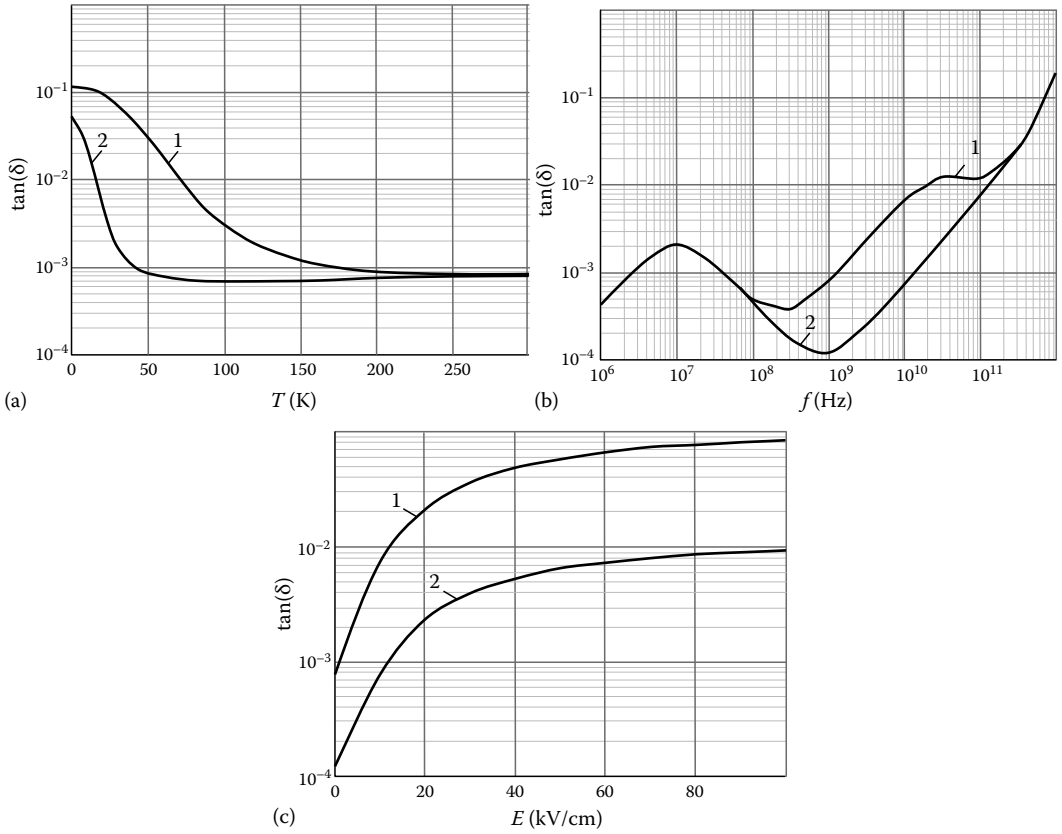 tan(δ)
10⁻¹
10⁻²
10⁻³
10⁻⁴
1
2
0 50 100 150 200 250
(a)
T (K)
tan(δ)
10⁻¹
10⁻²
10⁻³
10⁻⁴
1
2
10⁶ 10⁷ 10⁸ 10⁹ 10¹⁰ 10¹¹
(b)
f (Hz)
tan(δ)
10⁻²
10⁻³
10⁻⁴
1
2
0 20 40 60 80
(c)
E (kV/cm)